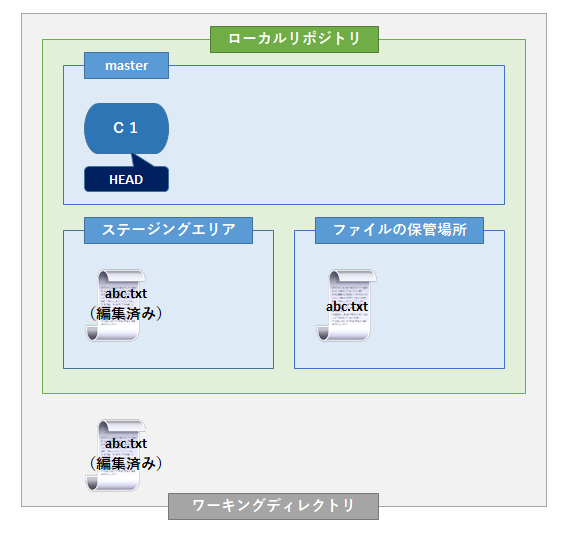 ローカルリポジトリ
master
C 1
HEAD
ステージングエリア
ファイルの保管場所
abc.txt
（編集済み）
abc.txt
abc.txt
（編集済み）
ワーキングディレクトリ